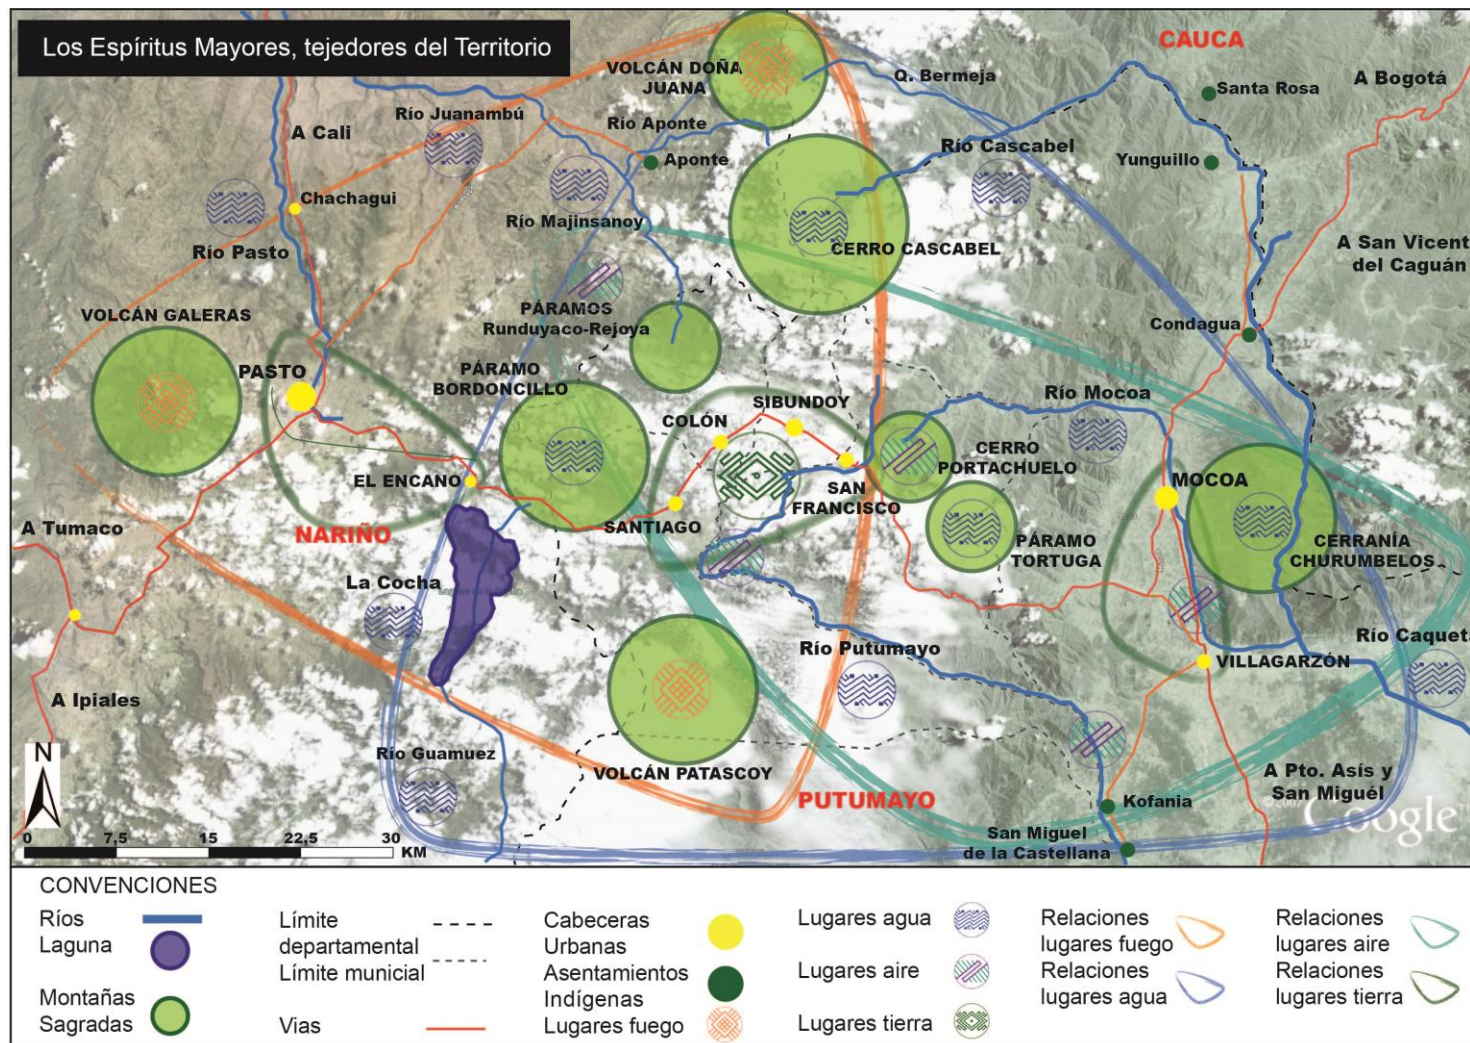 Los Espíritus Mayores, tejedores del Territorio
CAUCA
VOLCÁN DOÑA
JUANA
Q. Bermeja
A Bogotá
Santa Rosa
Río Juanambú
A Cali
Río Aponte
Aponte
Río Cascabel
Yunguillo
Chachagui
Río Majinsanoy
Río Pasto
CERRO CASCABEL
A San Vicent
del Caguán
VOLCÁN GALERAS
PÁRAMOS
Runduyaco-Rejoya
Condagua
PASTO
PÁRAMO
BORDONCILLO
COLÓN
SIBUNDOY
Río Mocoa
CERRO
PORTACHUELO
EL ENCANO
SANTIAGO
SAN
FRANCISCO
MOCOA
A Tumaco
NARIÑO
PÁRAMO
TORTUGA
CERRANÍA
CHURUMBELOS
La Cocha
Río Putumayo
Río Caquet
VILLAGARZÓN
A Ipiales
N
Río Guamuez
VOLCÁN PATASCOY
PUTUMAYO
A Pto. Asís y
San Miguél
Kofania
Google
San Miguel
de la Castellana
0 7,5 15 22,5 30
KM
CONVENCIONES
Ríos
Laguna
Montañas
Sagradas
Límite
departamental
Límite municial
Vias
Cabeceras
Urbanas
Asentamientos
Indígenas
Lugares fuego
Lugares agua
Lugares aire
Lugares tierra
Relaciones
lugares fuego
Relaciones
lugares agua
Relaciones
lugares aire
Relaciones
lugares tierra